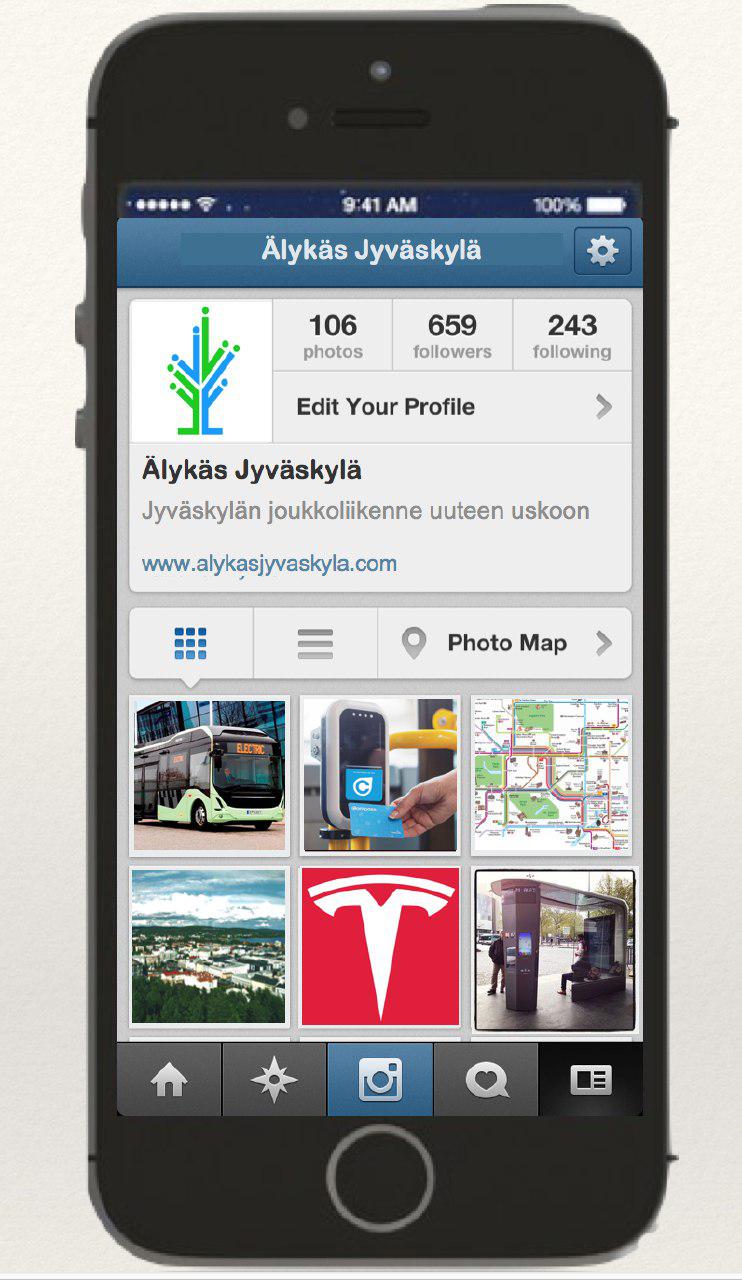 9:41 AM 100%
Älykäs Jyväskylä
106 659 243
photos followers following
Edit Your Profile
Älykäs Jyväskylä
Jyväskylän joukkoliikenne uuteen uskoon
www.alykasjyvaskyla.com
Photo Map
ELECTRIC